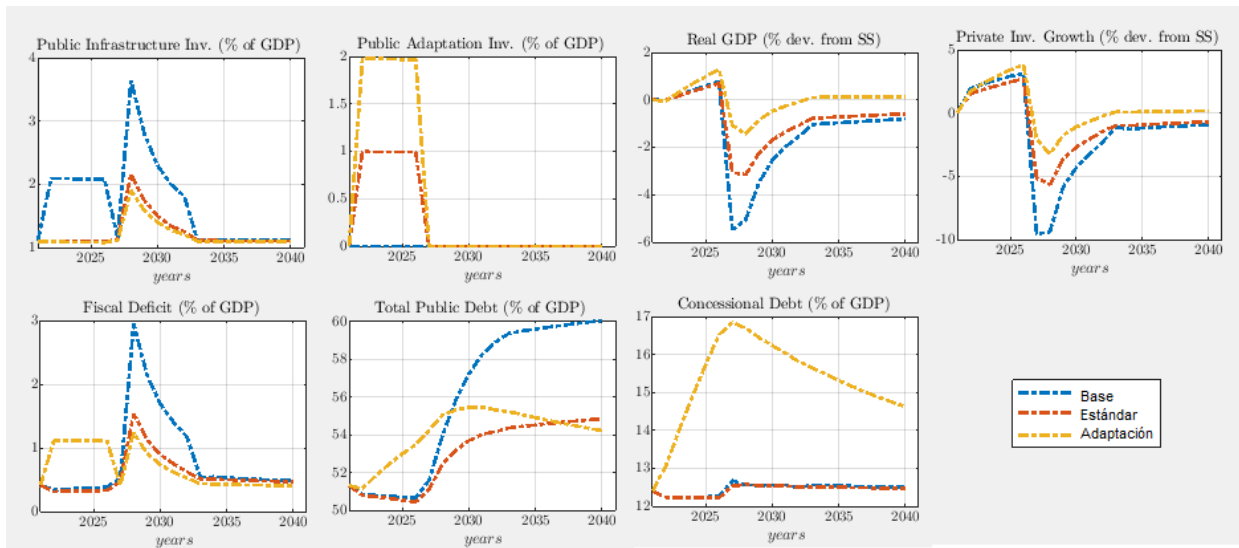 Public Infrastructure Inv. (% of GDP)
4
3
2
1
2025 2030 2035 2040
years
Public Adaptation Inv. (% of GDP)
2
1.5
1
0.5
0
2025 2030 2035 2040
years
Real GDP (% dev. from SS)
2
0
-2
-4
-6
2025 2030 2035 2040
years
Private Inv. Growth (% dev. from SS)
5
0
-5
-10
2025 2030 2035 2040
years
Fiscal Deficit (% of GDP)
3
2
1
0
2025 2030 2035 2040
years
Total Public Debt (% of GDP)
60
58
56
54
52
50
2025 2030 2035 2040
years
Concessional Debt (% of GDP)
17
16
15
14
13
12
2025 2030 2035 2040
years
Base
Estándar
Adaptación